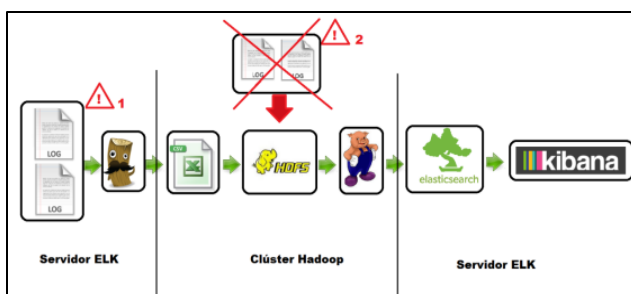 LOG
LOG
2
1
LOG
LOG
CSV
HDFS
elasticsearch
kibana
Servidor ELK
Clúster Hadoop
Servidor ELK